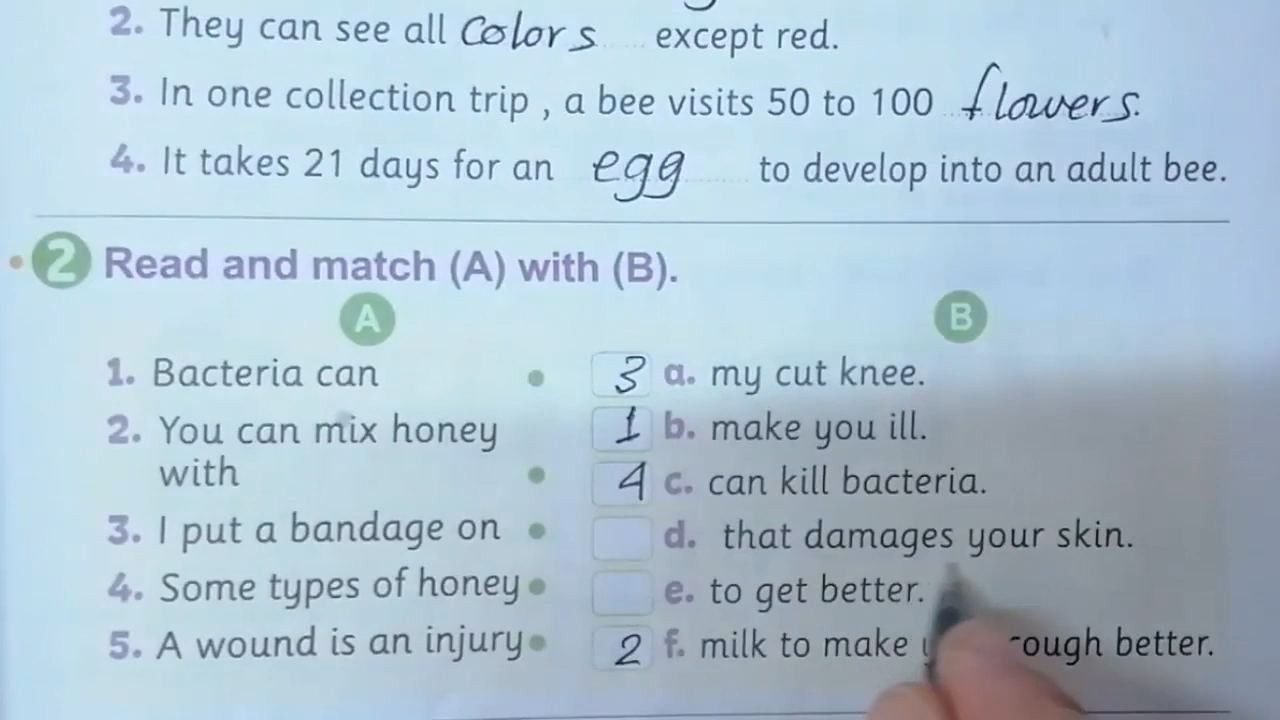 2. They can see all colors except red.
3. In one collection trip , a bee visits 50 to 100 flowers.
4. It takes 21 days for an egg to develop into an adult bee.
2 Read and match (A) with (B).
A B
1. Bacteria can 3 a. my cut knee.
2. You can mix honey 1 b. make you ill.
with 4 c. can kill bacteria.
3. I put a bandage on d. that damages your skin.
4. Some types of honey e. to get better.
5. A wound is an injury 2 f. milk to make ough better.